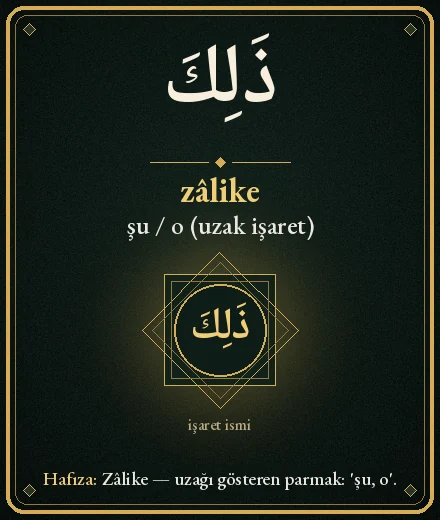 ذَلِكَ
zâlike
şu / o (uzak işaret)
ذَلِكَ
işaret ismi
Hafıza: Zâlike — uzağı gösteren parmak: 'şu, o'.